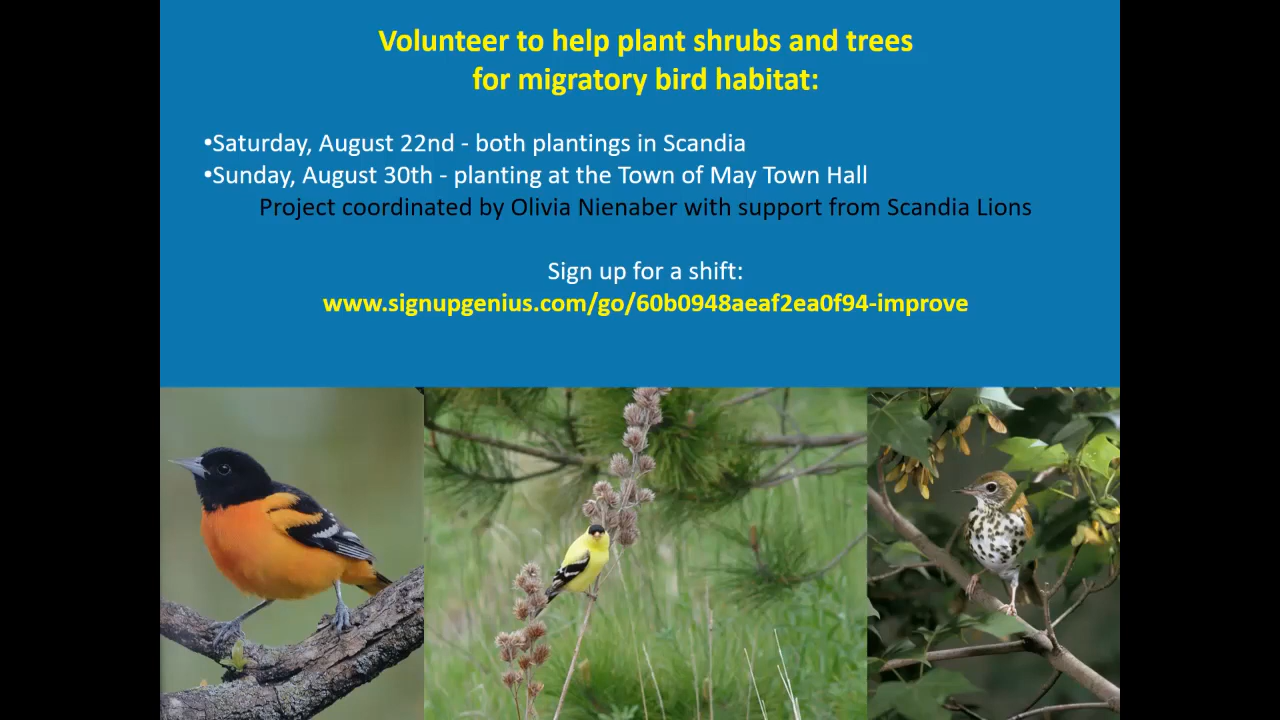 Volunteer to help plant shrubs and trees
for migratory bird habitat:
•Saturday, August 22nd - both plantings in Scandia
•Sunday, August 30th - planting at the Town of May Town Hall
Project coordinated by Olivia Nienaber with support from Scandia Lions
Sign up for a shift:
www.signupgenius.com/go/60b0948aeaf2ea0f94-improve